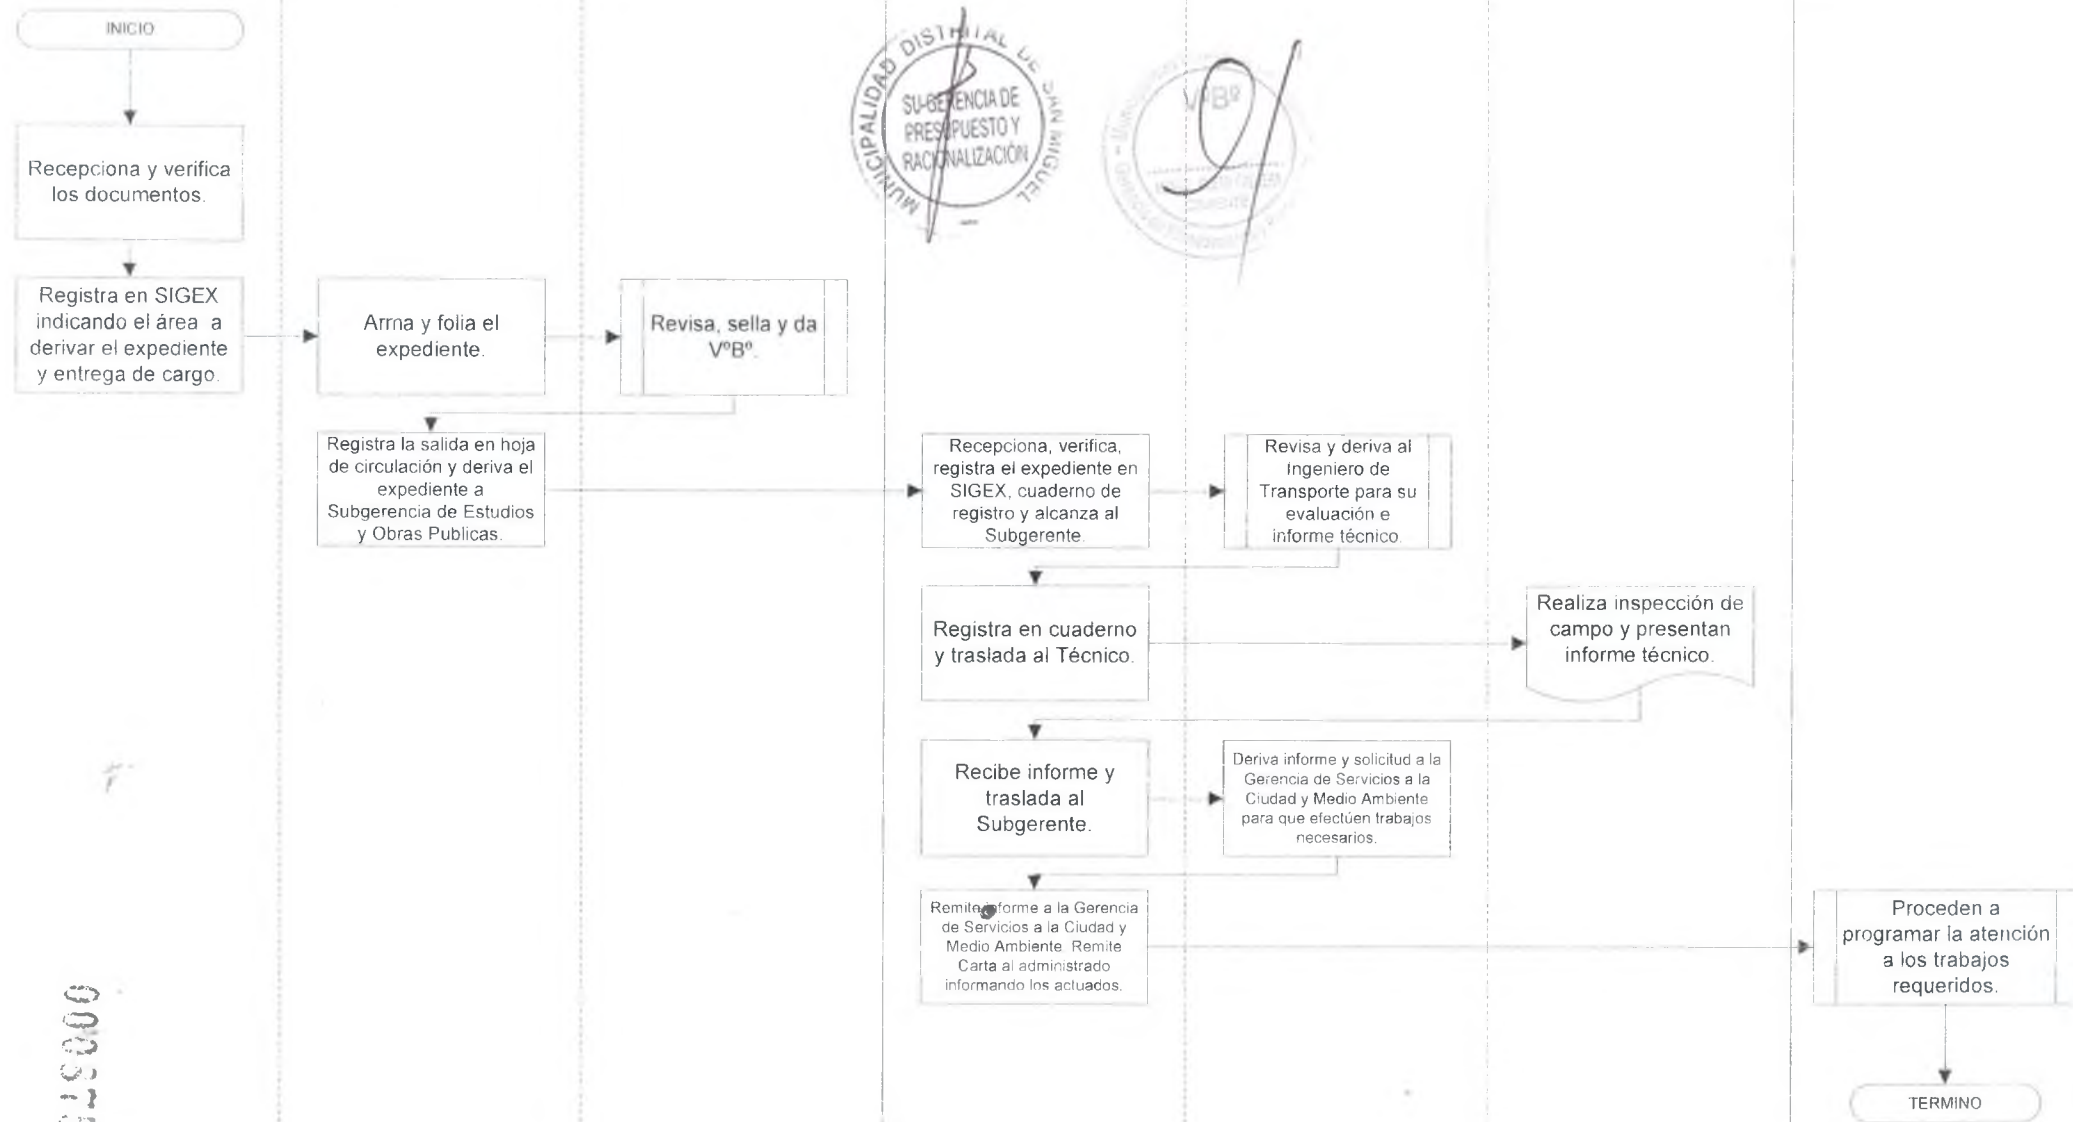 INICIO
Recepciona y verifica
los documentos.
Registra en SIGEX
indicando el área a
derivar el expediente
y entrega de cargo.
Arma y folia el
expediente.
Revisa, sella y da
VºBº.
Registra la salida en hoja
de circulación y deriva el
expediente a
Subgerencia de Estudios
y Obras Publicas.
MUNICIPALIDAD DISTRITAL DE SAN MIGUEL
SU-GERENCIA DE
PRESUPUESTO Y
RACIONALIZACIÓN
VºBº
Recepciona, verifica,
registra el expediente en
SIGEX, cuaderno de
registro y alcanza al
Subgerente.
Revisa y deriva al
Ingeniero de
Transporte para su
evaluación e
informe técnico.
Registra en cuaderno
y traslada al Técnico.
Realiza inspección de
campo y presentan
informe técnico.
Recibe informe y
traslada al
Subgerente.
Deriva informe y solicitud a la
Gerencia de Servicios a la
Ciudad y Medio Ambiente
para que efectúen trabajos
necesarios.
Remite informe a la Gerencia
de Servicios a la Ciudad y
Medio Ambiente. Remite
Carta al administrado
informando los actuados.
Proceden a
programar la atención
a los trabajos
requeridos.
TERMINO